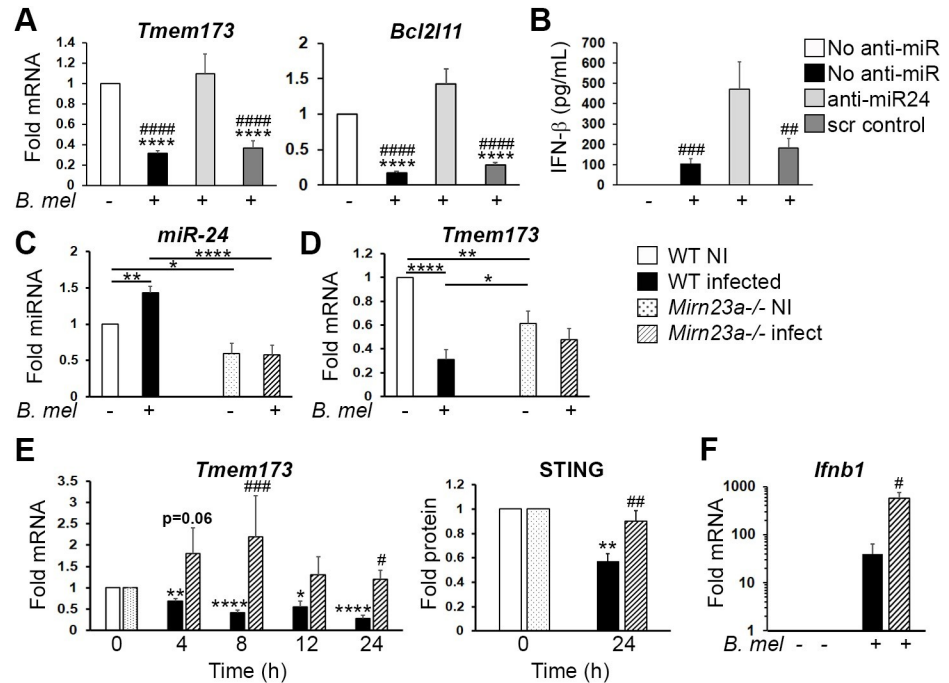 A
Tmem173
Bcl2l11
B
Fold mRNA
1.4
1.2
1
0.8
0.6
0.4
0.2
0
####
****
####
****
2
1.5
1
0.5
0
####
****
####
****
IFN-β (pg/mL)
700
600
500
400
300
200
100
0
###
##
No anti-miR
No anti-miR
anti-miR24
scr control
B. mel - + + + - + + + - + + +
C
miR-24
D
Tmem173
Fold miRNA
2
1.5
1
0.5
0
****
*
**
Fold mRNA
1.2
1
0.8
0.6
0.4
0.2
0
**
****
*
WT NI
WT infected
Mirn23a-/- NI
Mirn23a-/- infect
B. mel - + - +
B. mel - + - +
E
Tmem173
STING
F
Ifnb1
Fold mRNA
3.5
3
2.5
2
1.5
1
0.5
0
p=0.06
###
#
**
****
*
****
0 4 8 12 24
Time (h)
Fold protein
1.2
1
0.8
0.6
0.4
0.2
0
**
##
0 24
Time (h)
Fold mRNA
1000
100
10
1
#
B. mel - - + +